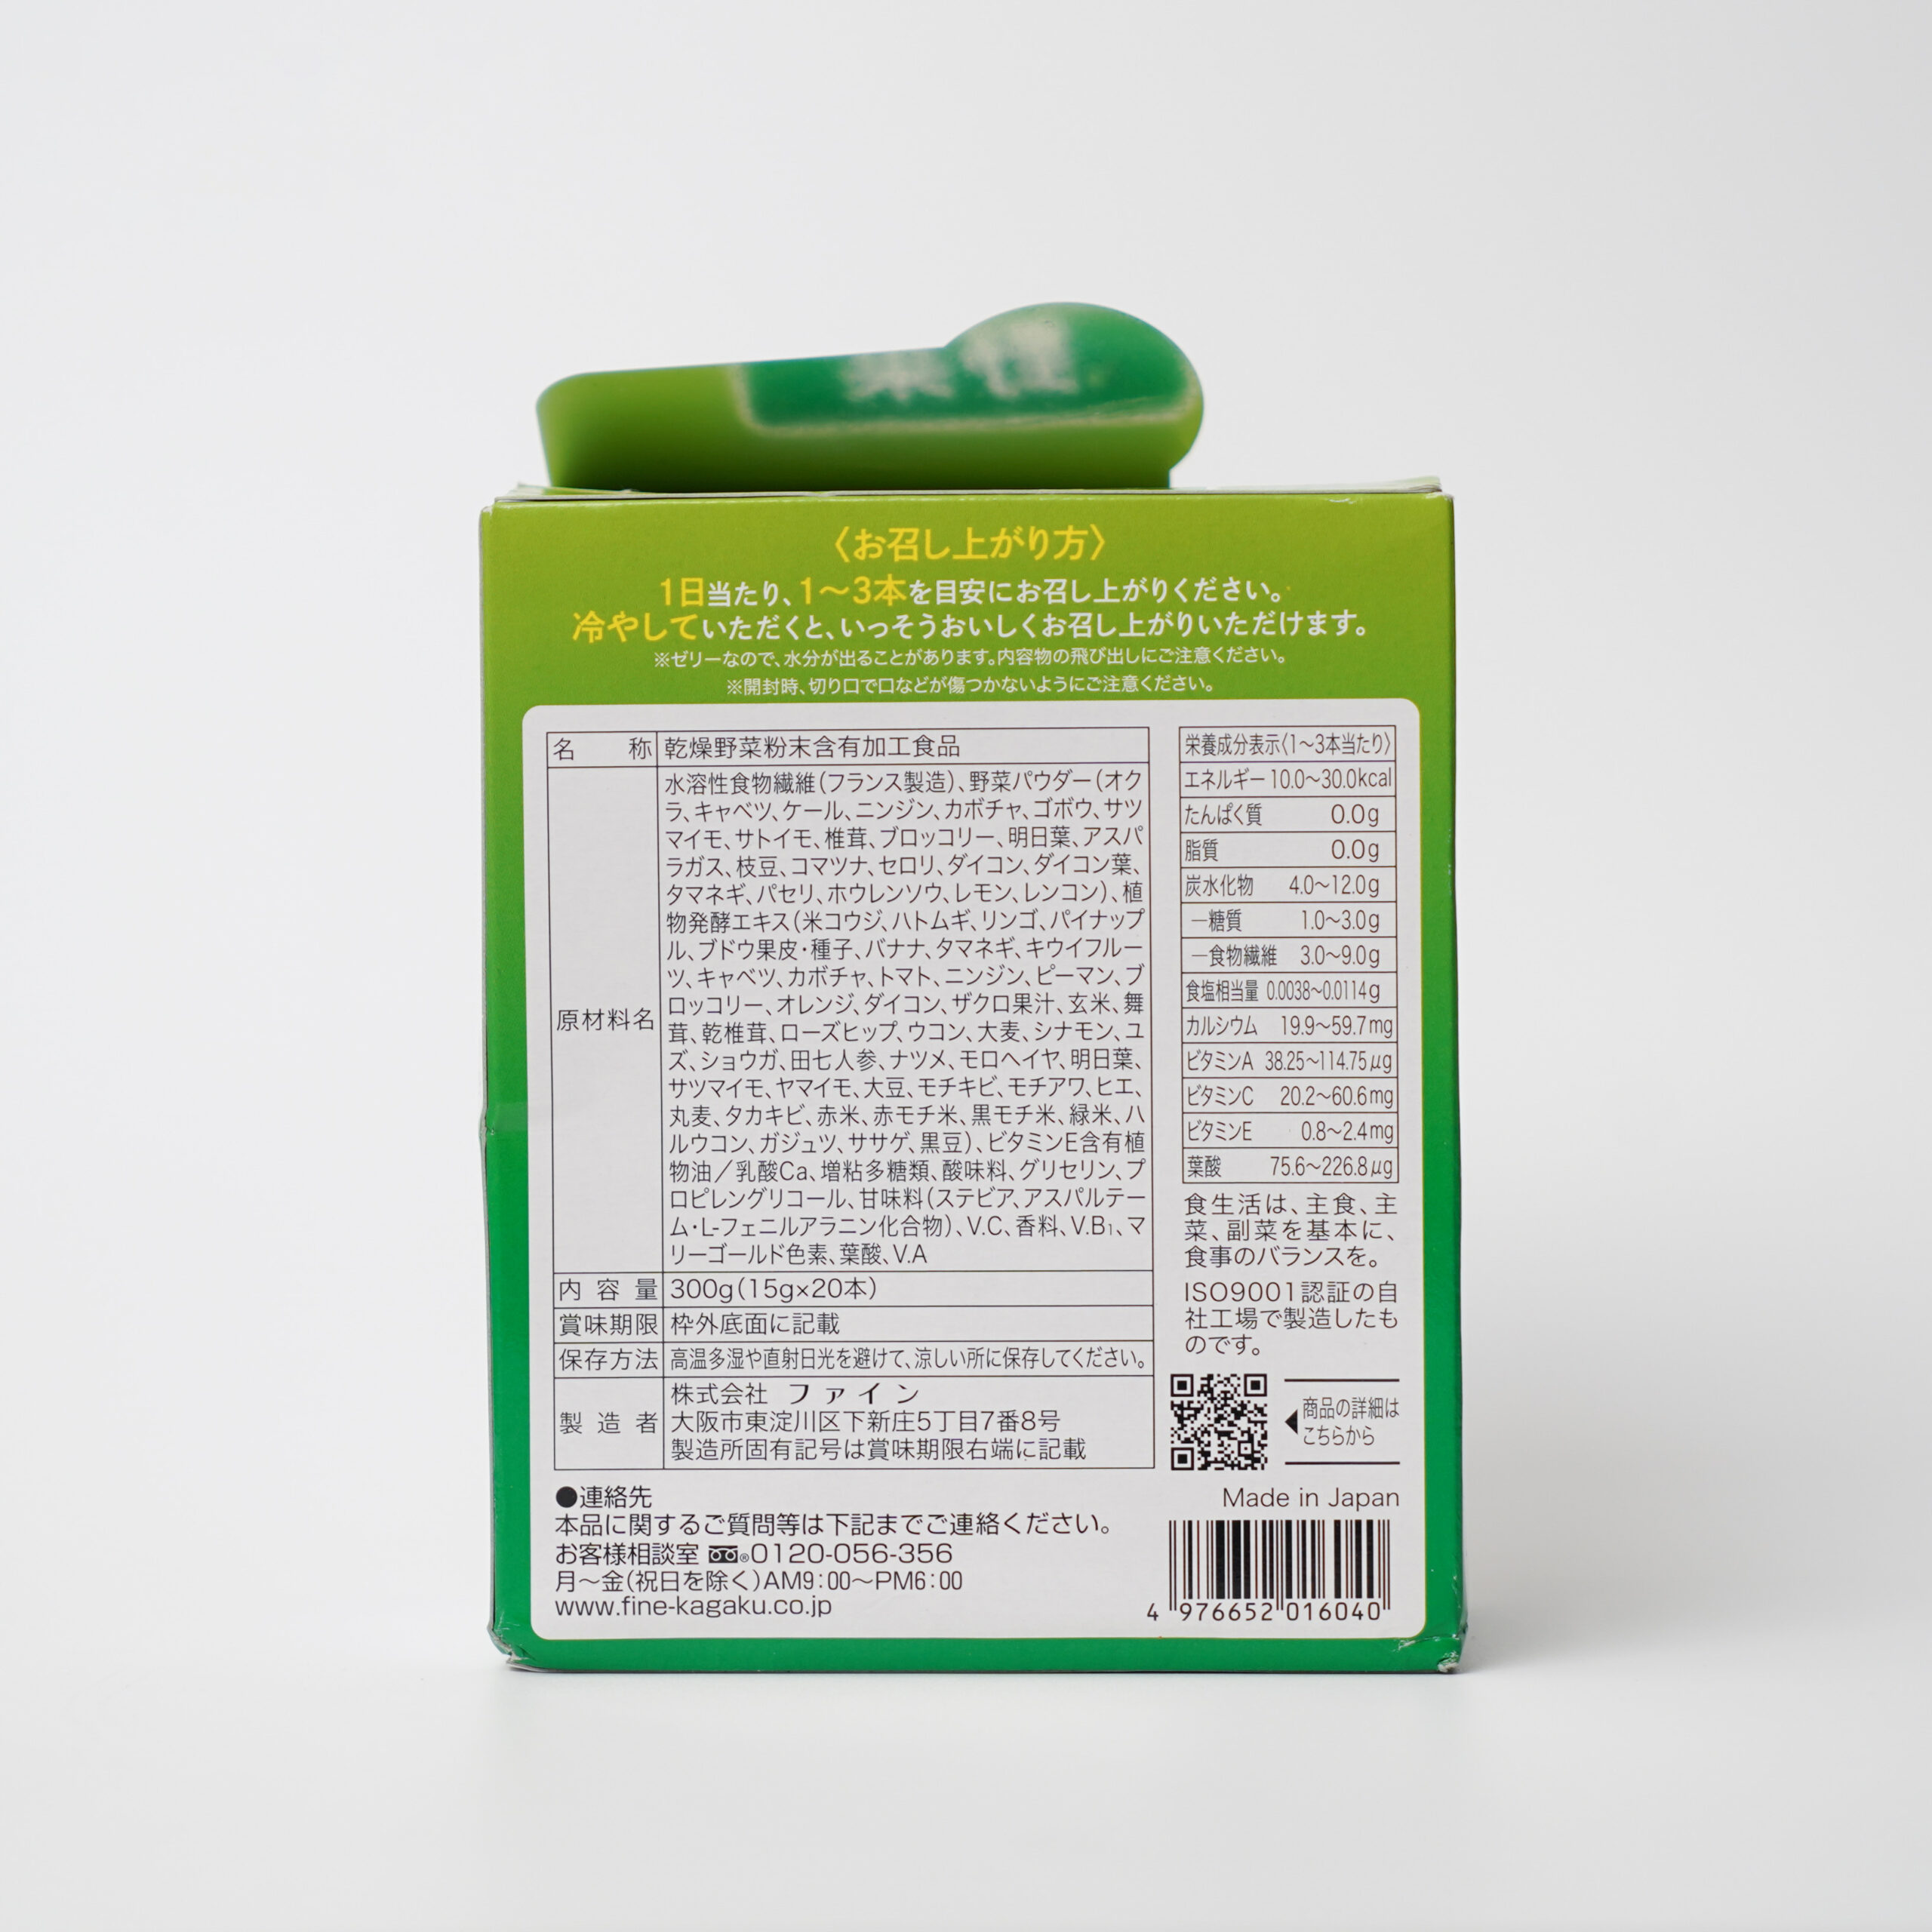 〈お召し上がり方〉
1日当たり、1〜3本を目安にお召し上がりください。
冷やしていただくと、いっそうおいしくお召し上がりいただけます。
※ゼリーなので、水分が出ることがあります。内容物の飛び出しにご注意ください。
※開封時、切り口で口などが傷つかないようにご注意ください。
名 称 乾燥野菜粉末含有加工食品
原材料名
水溶性食物繊維(フランス製造)、野菜パウダー(オク
ラ、キャベツ、ケール、ニンジン、カボチャ、ゴボウ、サツ
マイモ、サトイモ、椎茸、ブロッコリー、明日葉、アスパ
ラガス、枝豆、コマツナ、セロリ、ダイコン、ダイコン葉、
タマネギ、パセリ、ホウレンソウ、レモン、レンコン)、植
物発酵エキス(米コウジ、ハトムギ、リンゴ、パイナップ
ル、ブドウ果皮・種子、バナナ、タマネギ、キウイフルー
ツ、キャベツ、カボチャ、トマト、ニンジン、ピーマン、ブ
ロッコリー、オレンジ、ダイコン、ザクロ果汁、玄米、舞
茸、乾椎茸、ローズヒップ、ウコン、大麦、シナモン、ユ
ズ、ショウガ、田七人参、ナツメ、モロヘイヤ、明日葉、
サツマイモ、ヤマイモ、大豆、モチキビ、モチアワ、ヒエ、
丸麦、タカキビ、赤米、赤モチ米、黒モチ米、緑米、ハ
ルウコン、ガジュツ、ササゲ、黒豆)、ビタミンE含有植
物油/乳酸Ca、増粘多糖類、酸味料、グリセリン、プ
ロピレングリコール、甘味料(ステビア、アスパルテー
ム・L-フェニルアラニン化合物)、V.C、香料、V.B1、マ
リーゴールド色素、葉酸、V.A
内容量 300g(15g×20本)
賞味期限 枠外底面に記載
保存方法 高温多湿や直射日光を避けて、涼しい所に保存してください。
製造者
株式会社 ファイン
大阪市東淀川区下新庄5丁目7番8号
製造所固有記号は賞味期限右端に記載
栄養成分表示〈1〜3本当たり〉
エネルギー 10.0〜30.0kcal
たんぱく質 0.0g
脂質 0.0g
炭水化物 4.0〜12.0g
―糖質 1.0〜3.0g
―食物繊維 3.0〜9.0g
食塩相当量 0.0038〜0.0114g
カルシウム 19.9〜59.7mg
ビタミンA 38.25〜114.75μg
ビタミンC 20.2〜60.6mg
ビタミンE 0.8〜2.4mg
葉酸 75.6〜226.8μg
食生活は、主食、主
菜、副菜を基本に、
食事のバランスを。
ISO9001認証の自
社工場で製造したも
のです。
商品の詳細は
こちらから
●連絡先
本品に関するご質問等は下記までご連絡ください。
お客様相談室 ®0120-056-356
月〜金(祝日を除く)AM9:00〜PM6:00
www.fine-kagaku.co.jp
Made in Japan
4 976652 016040